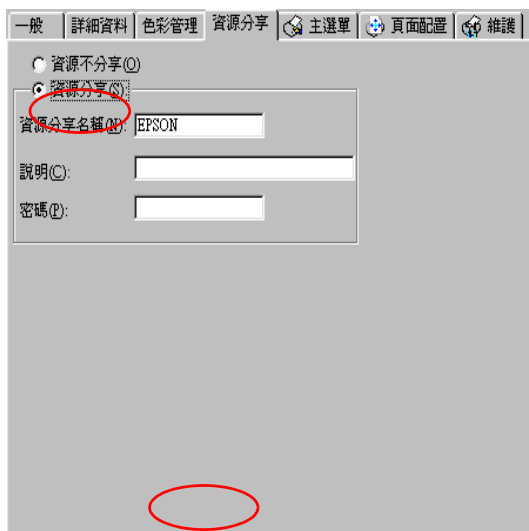 一般 詳細資料 色彩管理 資源分享 主選單 頁面配置 維護
資源不分享(O)
資源分享(S):
資源分享名稱(N): EPSON
說明(C):
密碼(P):